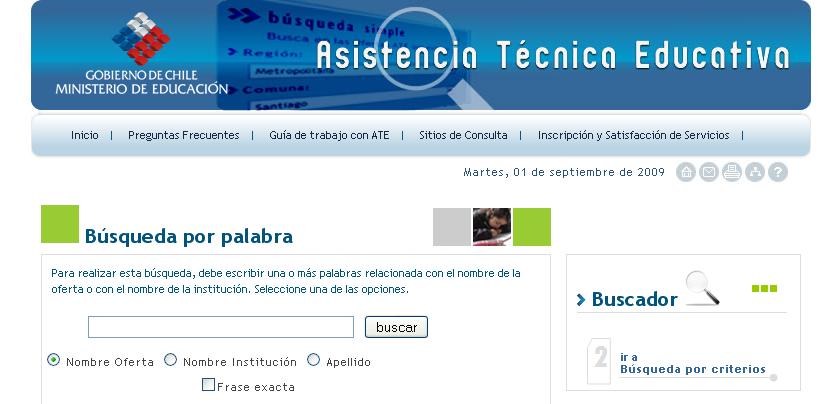 búsqueda simple
Región:
Metropolitana
Comuna:
Santiago
GOBIERNO DE CHILE
MINISTERIO DE EDUCACIÓN
Asistencia Técnica Educativa
Inicio | Preguntas Frecuentes | Guía de trabajo con ATE | Sitios de Consulta | Inscripción y Satisfacción de Servicios |
Martes, 01 de septiembre de 2009
?
Búsqueda por palabra
Para realizar esta búsqueda, debe escribir una o más palabras relacionada con el nombre de la
oferta o con el nombre de la institución. Seleccione una de las opciones.
buscar
Nombre Oferta Nombre Institución Apellido
Frase exacta
Buscador
2
ir a
Búsqueda por criterios